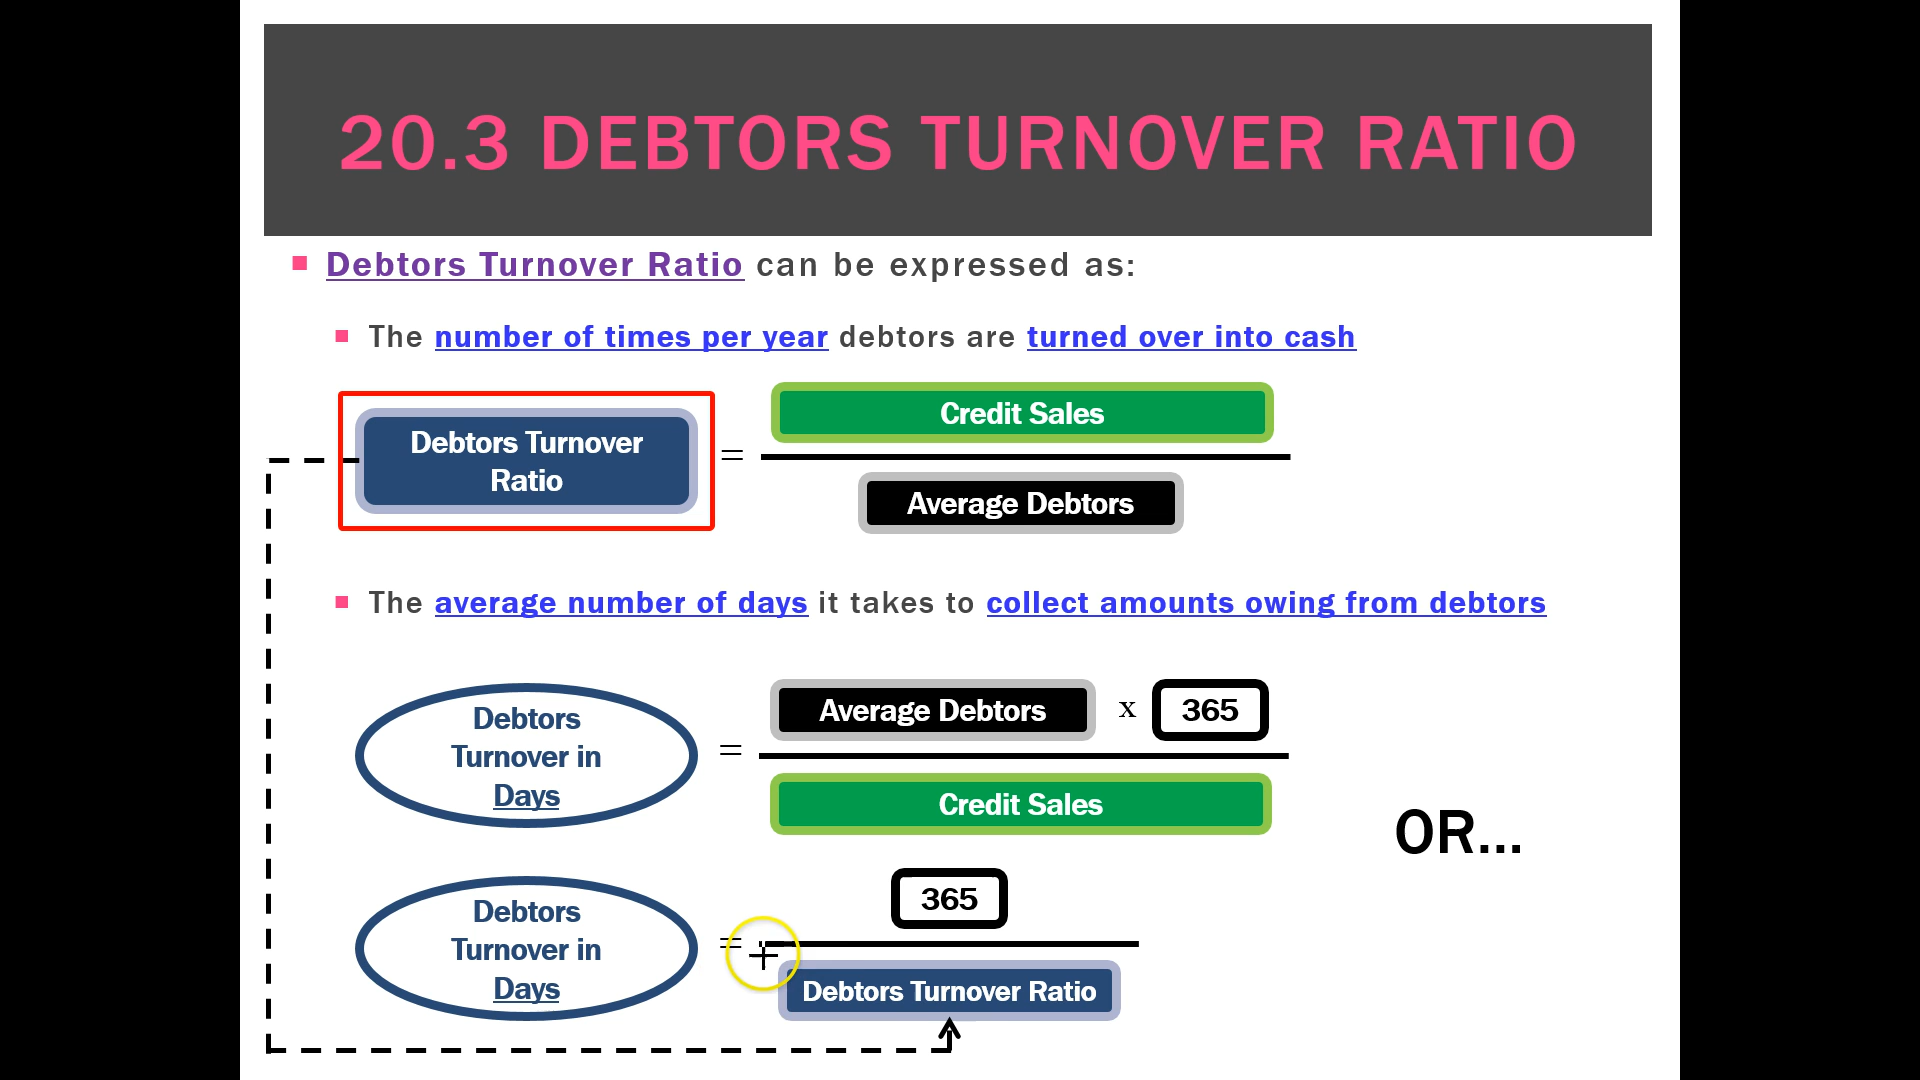 20.3 DEBTORS TURNOVER RATIO
Debtors Turnover Ratio can be expressed as:
The number of times per year debtors are turned over into cash
Debtors Turnover
Ratio
=
Credit Sales
Average Debtors
The average number of days it takes to collect amounts owing from debtors
Debtors
Turnover in
Days
=
Average Debtors x 365
Credit Sales
OR...
Debtors
Turnover in
Days
=
365
Debtors Turnover Ratio